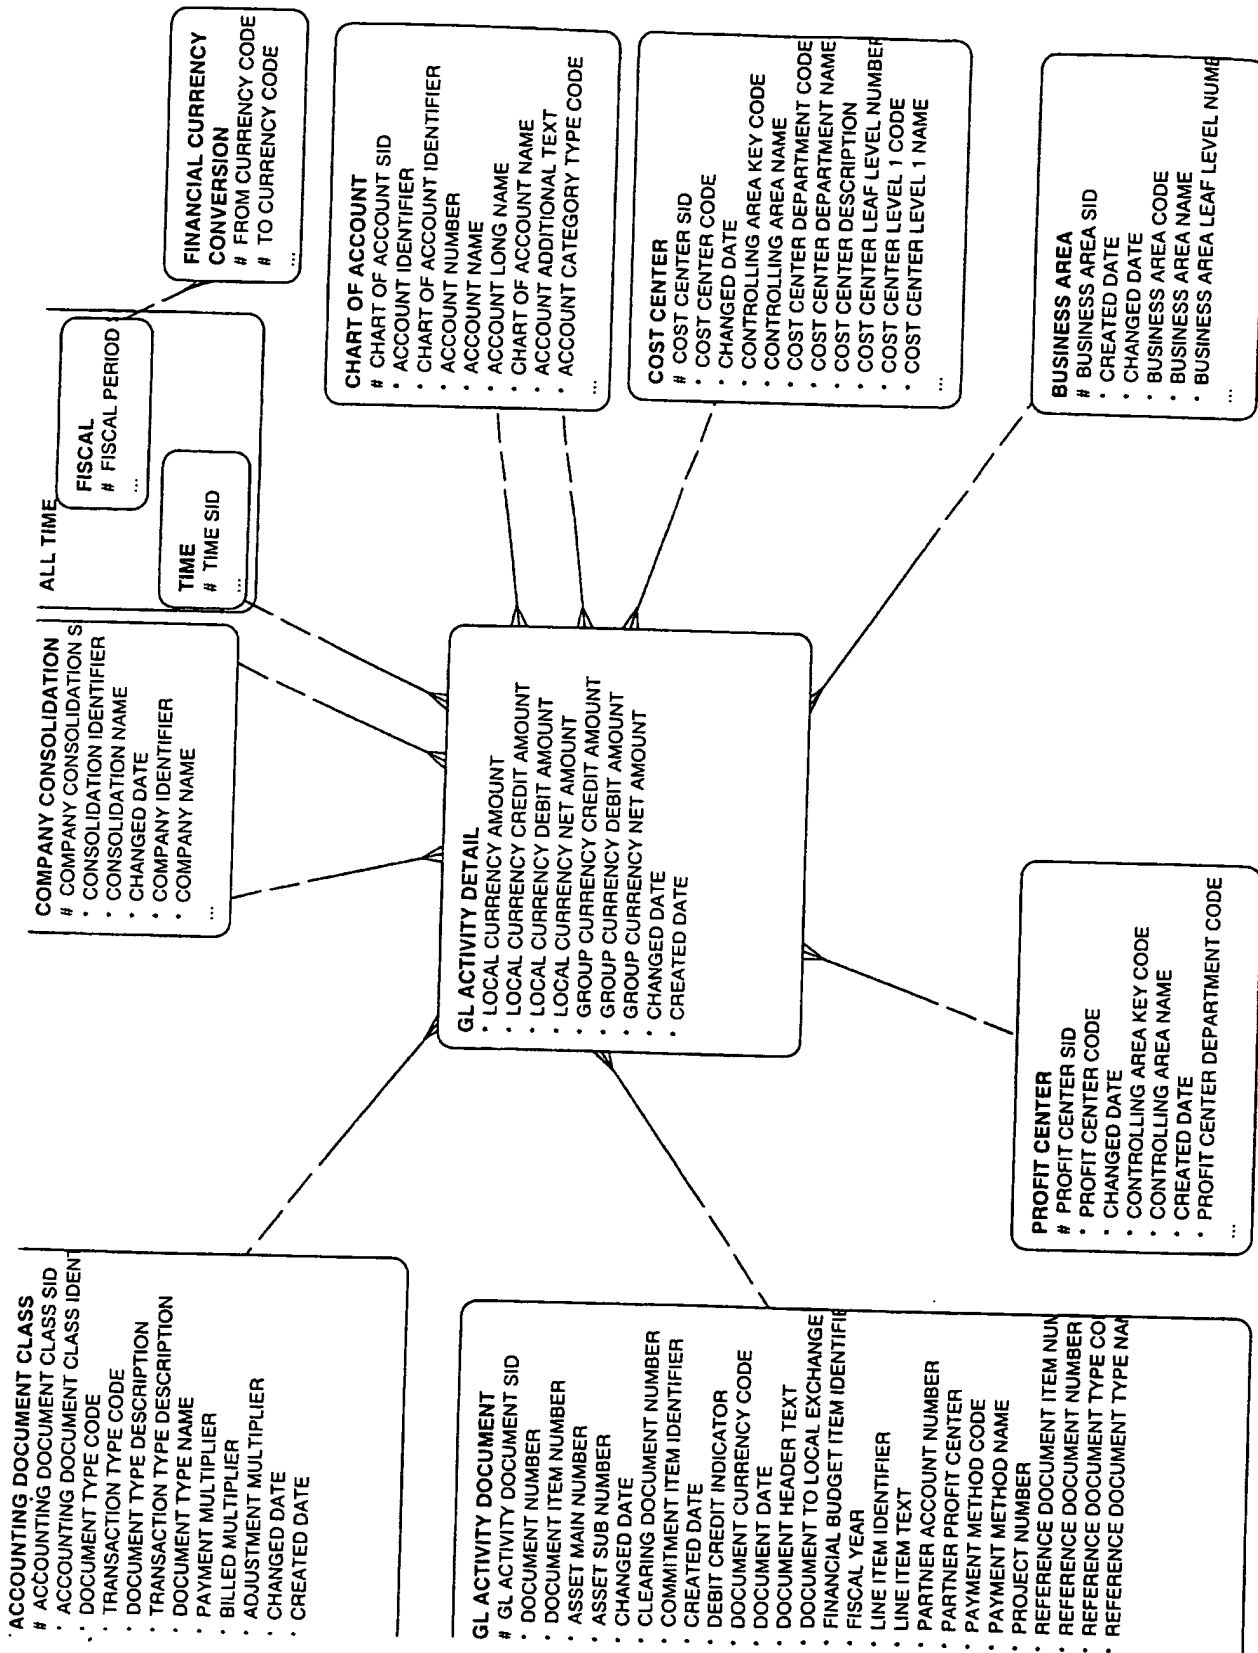 ACCOUNTING DOCUMENT CLASS
# ACCOUNTING DOCUMENT CLASS SID
· ACCOUNTING DOCUMENT CLASS IDENT
· DOCUMENT TYPE CODE
· TRANSACTION TYPE CODE
· DOCUMENT TYPE DESCRIPTION
· TRANSACTION TYPE DESCRIPTION
· DOCUMENT TYPE NAME
· PAYMENT MULTIPLIER
· BILLED MULTIPLIER
· ADJUSTMENT MULTIPLIER
· CHANGED DATE
· CREATED DATE
COMPANY CONSOLIDATION
# COMPANY CONSOLIDATION S
· CONSOLIDATION IDENTIFIER
· CONSOLIDATION NAME
· CHANGED DATE
· COMPANY IDENTIFIER
· COMPANY NAME
...
ALL TIME
FISCAL
# FISCAL PERIOD
...
TIME
# TIME SID
...
FINANCIAL CURRENCY
CONVERSION
# FROM CURRENCY CODE
# TO CURRENCY CODE
...
CHART OF ACCOUNT
# CHART OF ACCOUNT SID
· ACCOUNT IDENTIFIER
· CHART OF ACCOUNT IDENTIFIER
· ACCOUNT NUMBER
· ACCOUNT NAME
· ACCOUNT LONG NAME
· CHART OF ACCOUNT NAME
· ACCOUNT ADDITIONAL TEXT
· ACCOUNT CATEGORY TYPE CODE
...
GL ACTIVITY DETAIL
· LOCAL CURRENCY AMOUNT
· LOCAL CURRENCY CREDIT AMOUNT
· LOCAL CURRENCY DEBIT AMOUNT
· LOCAL CURRENCY NET AMOUNT
· GROUP CURRENCY CREDIT AMOUNT
· GROUP CURRENCY DEBIT AMOUNT
· GROUP CURRENCY NET AMOUNT
· CHANGED DATE
· CREATED DATE
COST CENTER
# COST CENTER SID
· COST CENTER CODE
· CHANGED DATE
· CONTROLLING AREA KEY CODE
· CONTROLLING AREA NAME
· COST CENTER DEPARTMENT CODE
· COST CENTER DEPARTMENT NAME
· COST CENTER DESCRIPTION
· COST CENTER LEAF LEVEL NUMBER
· COST CENTER LEVEL 1 CODE
· COST CENTER LEVEL 1 NAME
...
GL ACTIVITY DOCUMENT
# GL ACTIVITY DOCUMENT SID
· DOCUMENT NUMBER
· DOCUMENT ITEM NUMBER
· ASSET MAIN NUMBER
· ASSET SUB NUMBER
· CHANGED DATE
· CLEARING DOCUMENT NUMBER
· COMMITMENT ITEM IDENTIFIER
· CREATED DATE
· DEBIT CREDIT INDICATOR
· DOCUMENT CURRENCY CODE
· DOCUMENT DATE
· DOCUMENT HEADER TEXT
· DOCUMENT TO LOCAL EXCHANGE
· FINANCIAL BUDGET ITEM IDENTIFIE
· FISCAL YEAR
· LINE ITEM IDENTIFIER
· LINE ITEM TEXT
· PARTNER ACCOUNT NUMBER
· PARTNER PROFIT CENTER
· PAYMENT METHOD CODE
· PAYMENT METHOD NAME
· PROJECT NUMBER
· REFERENCE DOCUMENT ITEM NUM
· REFERENCE DOCUMENT NUMBER
· REFERENCE DOCUMENT TYPE CO
· REFERENCE DOCUMENT TYPE NA
PROFIT CENTER
# PROFIT CENTER SID
· PROFIT CENTER CODE
· CHANGED DATE
· CONTROLLING AREA KEY CODE
· CONTROLLING AREA NAME
· CREATED DATE
· PROFIT CENTER DEPARTMENT CODE
...
BUSINESS AREA
# BUSINESS AREA SID
· CREATED DATE
· CHANGED DATE
· BUSINESS AREA CODE
· BUSINESS AREA NAME
· BUSINESS AREA LEAF LEVEL NUMB
...